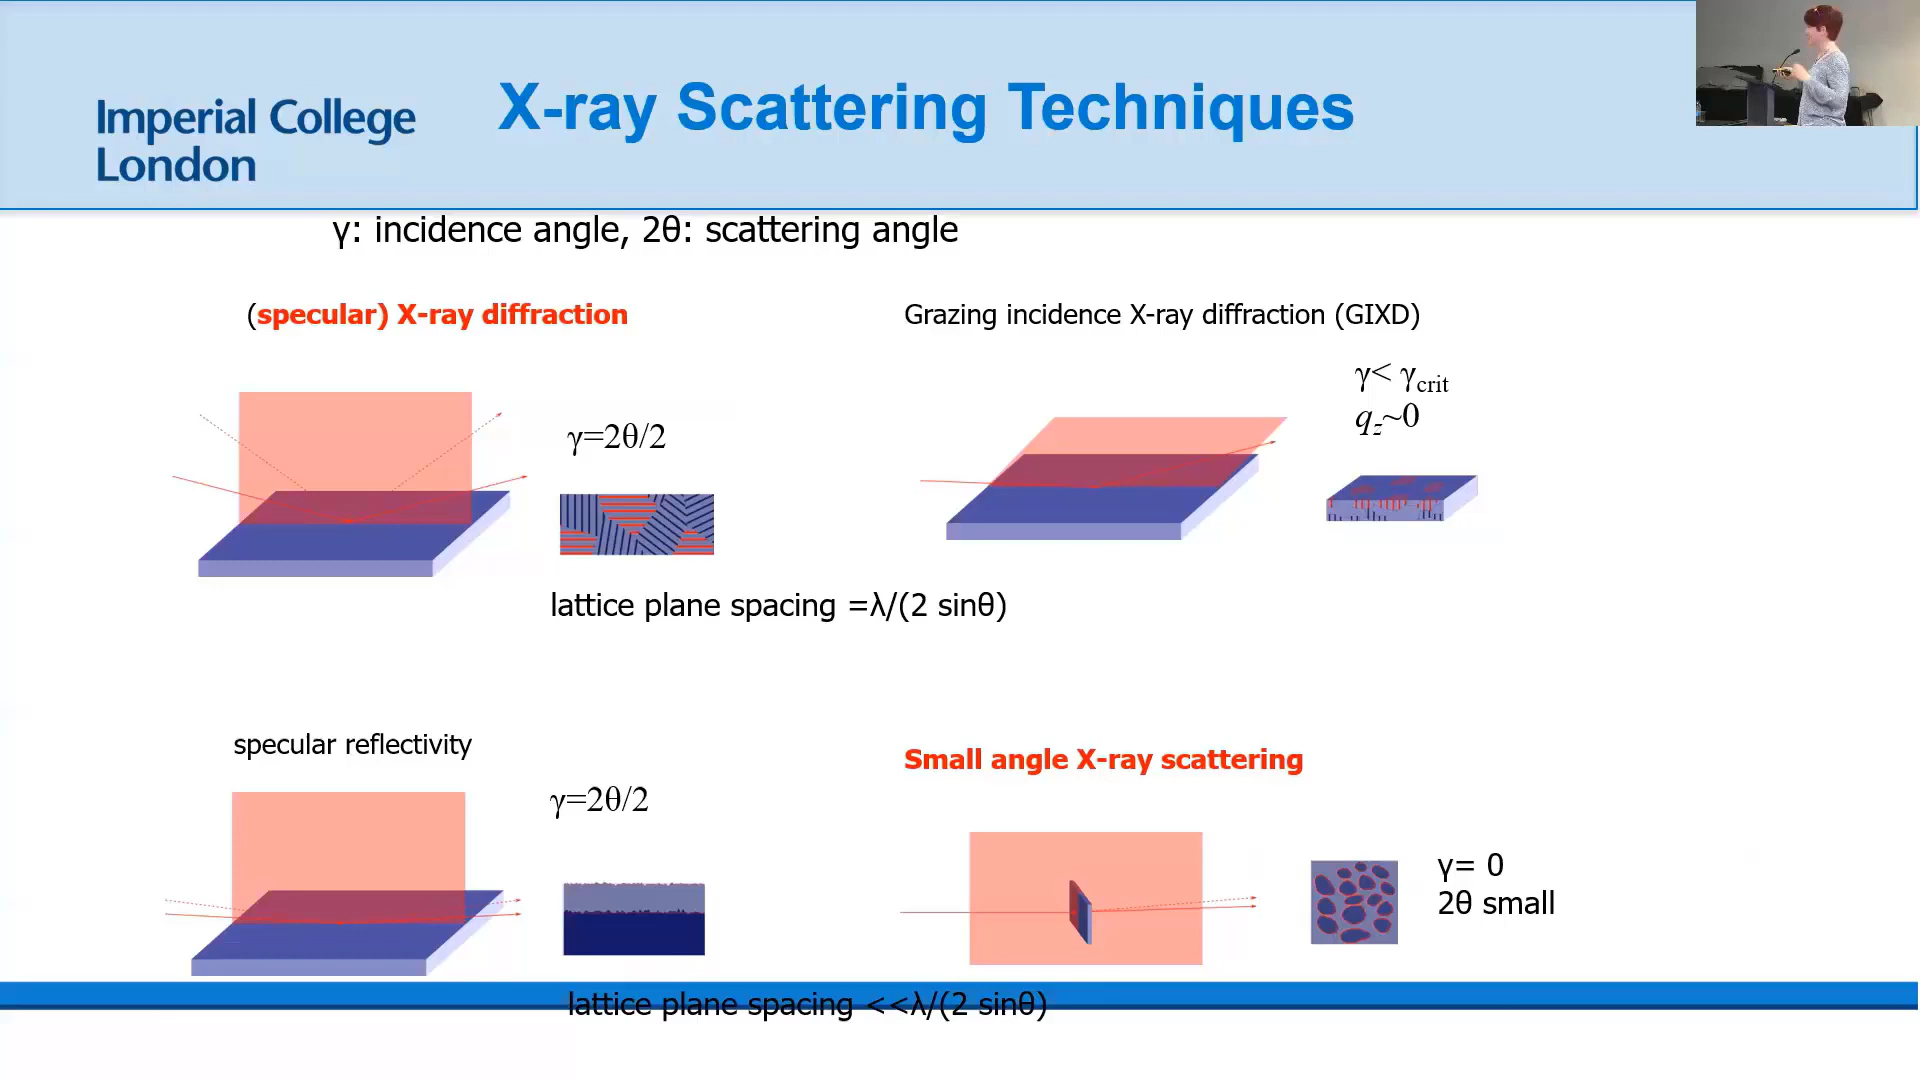 Imperial College
London
X-ray Scattering Techniques
γ: incidence angle, 2θ: scattering angle
(specular) X-ray diffraction
Grazing incidence X-ray diffraction (GIXD)
γ=2θ/2
γ< γcrit
qz~0
lattice plane spacing =λ/(2 sinθ)
specular reflectivity
γ=2θ/2
Small angle X-ray scattering
γ= 0
2θ small
lattice plane spacing <<λ/(2 sinθ)